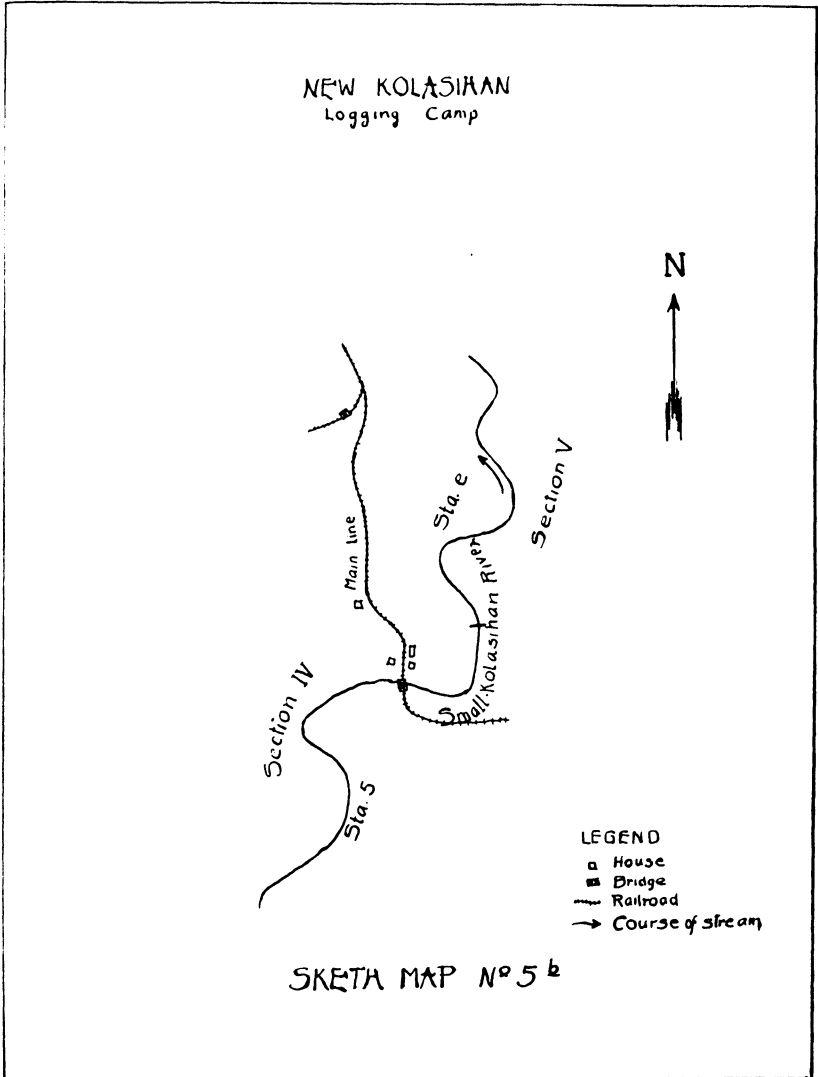 NEW KOLASIHAN
Logging Camp
N
Main line
Sta. e
Section V
Small-Kolasihan River
Section IV
Sta. 5
LEGEND
House
Bridge
Railroad
Course of stream
SKETH MAP Nº 5 b